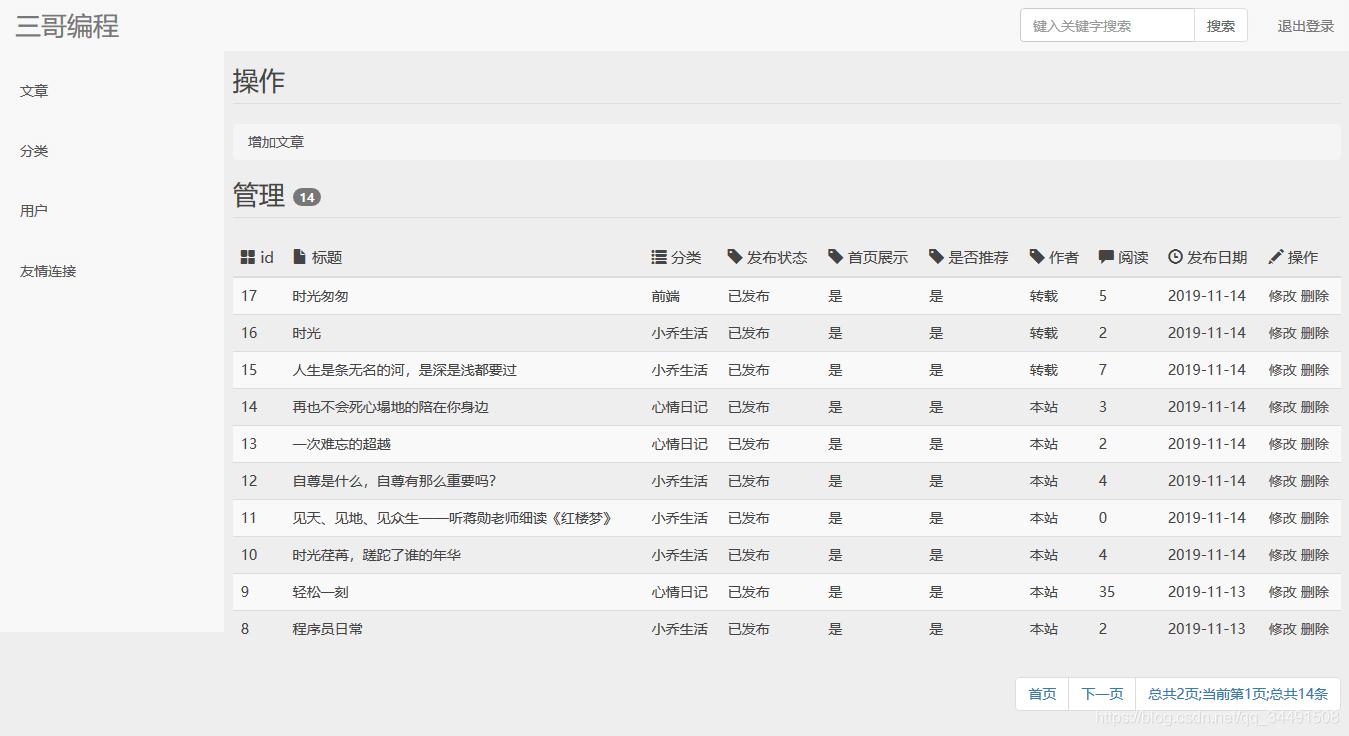 三哥编程 键入关键字搜索 搜索 退出登录
文章
分类
用户
友情连接
操作
增加文章
管理 14
id 标题 分类 发布状态 首页展示 是否推荐 作者 阅读 发布日期 操作
17 时光匆匆 前端 已发布 是 是 转载 5 2019-11-14 修改 删除
16 时光 小乔生活 已发布 是 是 转载 2 2019-11-14 修改 删除
15 人生是条无名的河，是深是浅都要过 小乔生活 已发布 是 是 转载 7 2019-11-14 修改 删除
14 再也不会死心塌地的陪在你身边 心情日记 已发布 是 是 本站 3 2019-11-14 修改 删除
13 一次难忘的超越 心情日记 已发布 是 是 本站 2 2019-11-14 修改 删除
12 自尊是什么，自尊有那么重要吗？ 小乔生活 已发布 是 是 本站 4 2019-11-14 修改 删除
11 见天、见地、见众生——听蒋勋老师细读《红楼梦》 小乔生活 已发布 是 是 本站 0 2019-11-14 修改 删除
10 时光荏苒，蹉跎了谁的年华 小乔生活 已发布 是 是 本站 4 2019-11-14 修改 删除
9 轻松一刻 心情日记 已发布 是 是 本站 35 2019-11-13 修改 删除
8 程序员日常 小乔生活 已发布 是 是 本站 2 2019-11-13 修改 删除
首页 下一页 总共2页;当前第1页;总共14条
https://blog.csdn.net/qq_34491508